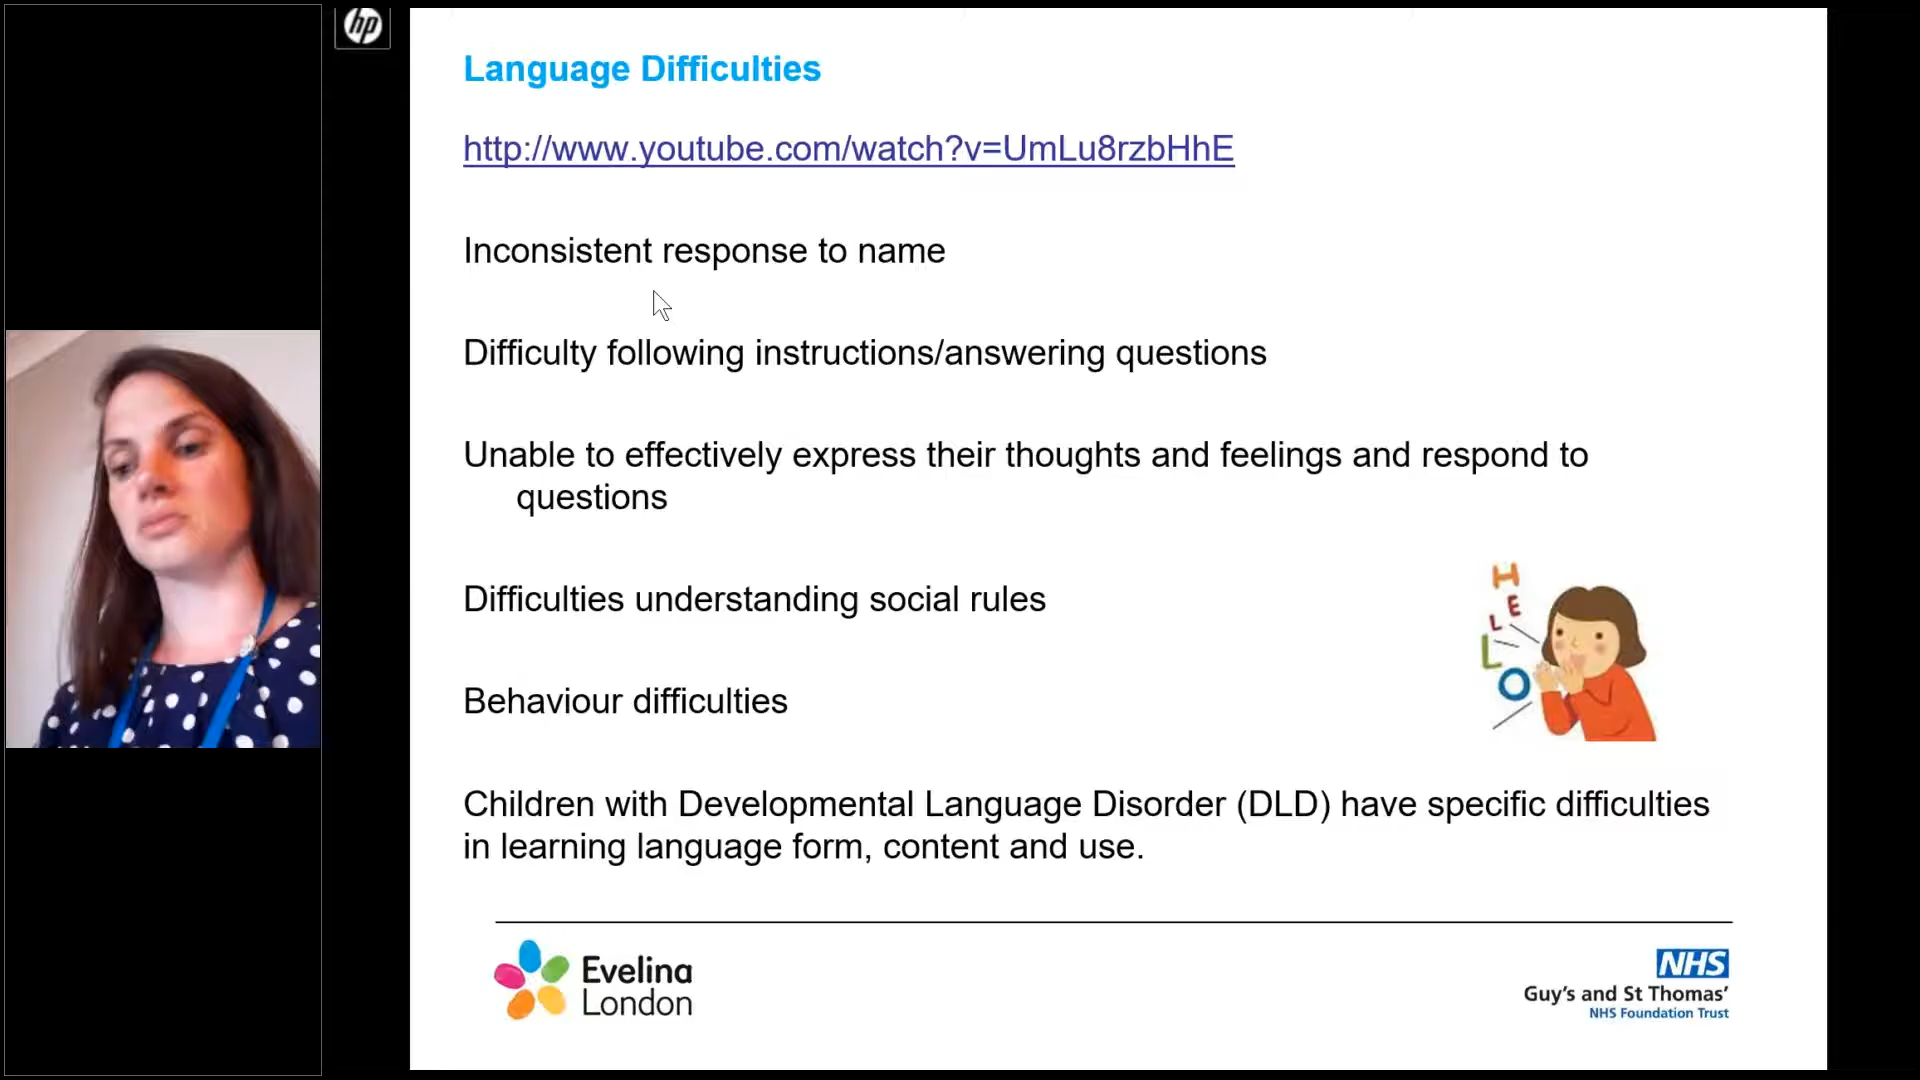 hp
Language Difficulties
http://www.youtube.com/watch?v=UmLu8rzbHhE
Inconsistent response to name
Difficulty following instructions/answering questions
Unable to effectively express their thoughts and feelings and respond to
questions
Difficulties understanding social rules
H
E
L
L
O
Behaviour difficulties
Children with Developmental Language Disorder (DLD) have specific difficulties
in learning language form, content and use.
Evelina
London
NHS
Guy's and St Thomas'
NHS Foundation Trust